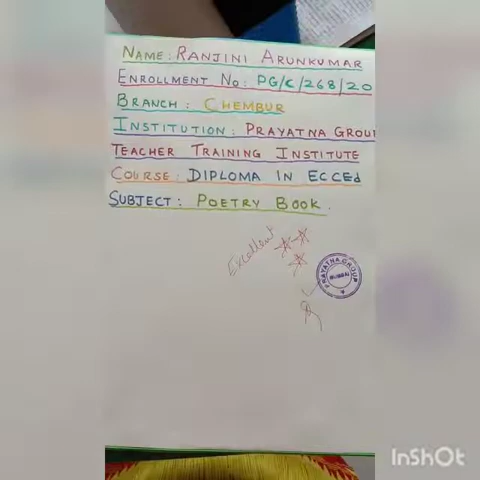 NAME: RANJINI ARUNKUMAR
ENROLLMENT NO: PG/C/268/20
BRANCH: CHEMBUR
INSTITUTION: PRAYATNA GROUP
TEACHER TRAINING INSTITUTE
COURSE: DIPLOMA IN ECCEd
SUBJECT: POETRY BOOK.
Excellent
PRAYATNA GROUP
MUMBAI
InShOt